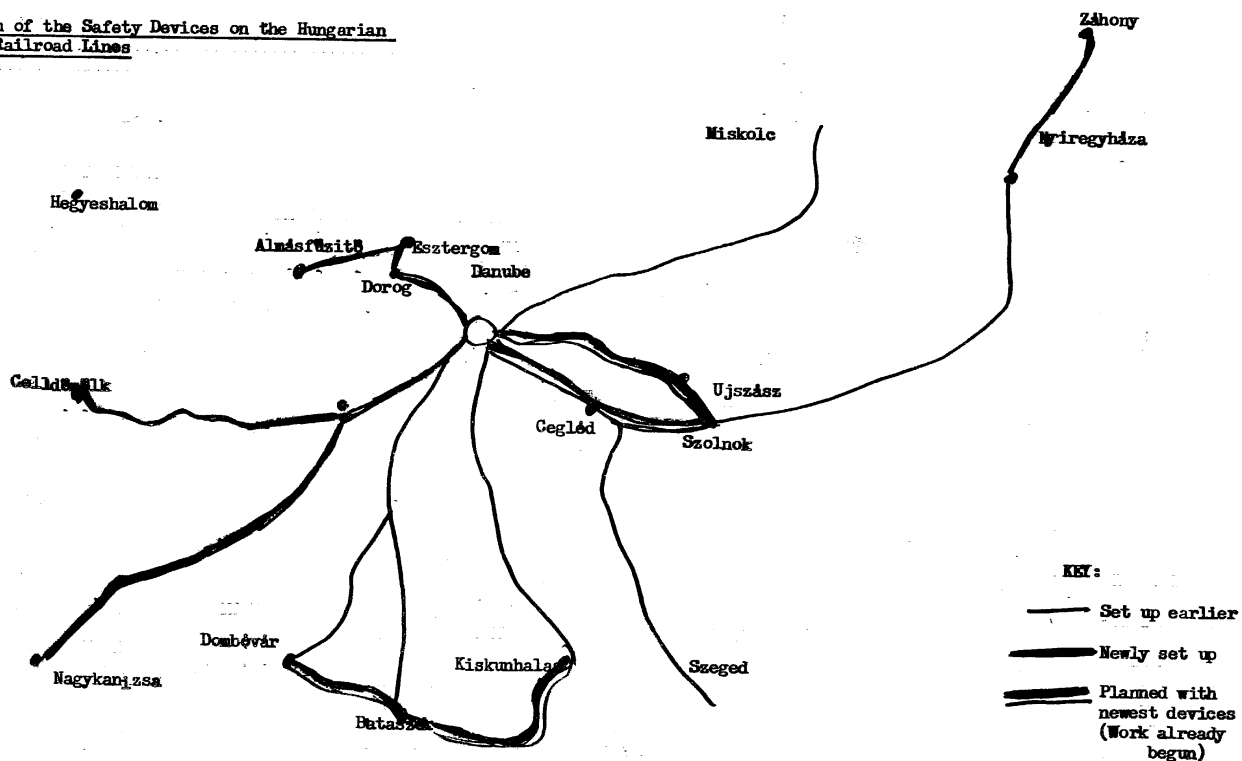 of the Safety Devices on the Hungarian
Railroad Lines
Záhony
Miskolc
Nyiregyháza
Hegyeshalom
Almásfüzitő
Esztergom
Danube
Dorog
Celldömölk
Ujszász
Cegléd
Szolnok
KEY:
Set up earlier
Dombóvár
Newly set up
Kiskunhalas
Szeged
Nagykanizsa
Planned with
newest devices
(Work already
begun)
Bataszék